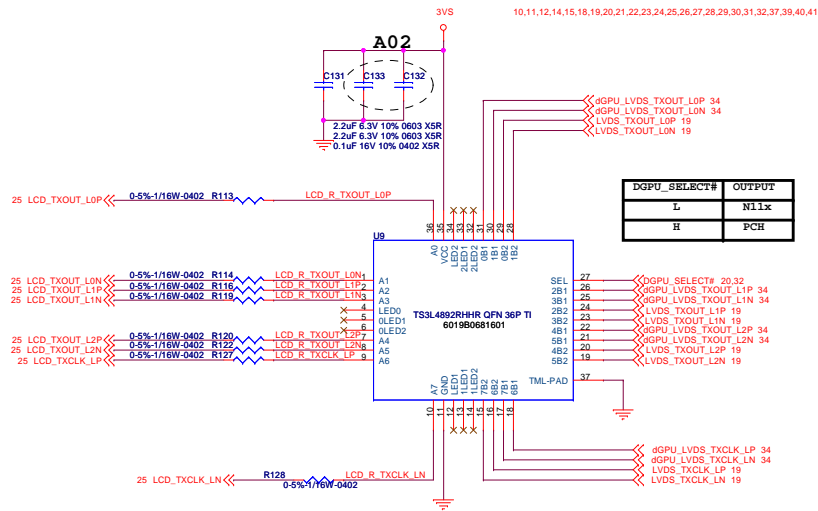 3VS
10,11,12,14,15,18,19,20,21,22,23,24,25,26,27,28,29,30,31,32,37,39,40,41
A02
C131
C133
C132
2.2uF 6.3V 10% 0603 X5R
2.2uF 6.3V 10% 0603 X5R
0.1uF 16V 10% 0402 X5R
dGPU_LVDS_TXOUT_L0P 34
dGPU_LVDS_TXOUT_L0N 34
LVDS_TXOUT_L0P 19
LVDS_TXOUT_L0N 19
DGPU_SELECT# OUTPUT
L N11x
H PCH
25 LCD_TXOUT_L0P 0-5%-1/16W-0402 R113 LCD_R_TXOUT_L0P
36 35 34 33 32 31 30 29 28
A0 VCC LED2 2LED1 2LED2 0B1 1B1 0B2 1B2
U9
25 LCD_TXOUT_L0N 0-5%-1/16W-0402 R114 LCD_R_TXOUT_L0N 1 A1
25 LCD_TXOUT_L1P 0-5%-1/16W-0402 R116 LCD_R_TXOUT_L1P 2 A2
25 LCD_TXOUT_L1N 0-5%-1/16W-0402 R119 LCD_R_TXOUT_L1N 3 A3
4 LED0
5 0LED1
6 0LED2
25 LCD_TXOUT_L2P 0-5%-1/16W-0402 R120 LCD_R_TXOUT_L2P 7 A4
25 LCD_TXOUT_L2N 0-5%-1/16W-0402 R122 LCD_R_TXOUT_L2N 8 A5
25 LCD_TXCLK_LP 0-5%-1/16W-0402 R127 LCD_R_TXCLK_LP 9 A6
TS3L4892RHHR QFN 36P TI
6019B0681601
SEL 27 DGPU_SELECT# 20,32
2B1 26 dGPU_LVDS_TXOUT_L1P 34
3B1 25 dGPU_LVDS_TXOUT_L1N 34
2B2 24 LVDS_TXOUT_L1P 19
3B2 23 LVDS_TXOUT_L1N 19
4B1 22 dGPU_LVDS_TXOUT_L2P 34
5B1 21 dGPU_LVDS_TXOUT_L2N 34
4B2 20 LVDS_TXOUT_L2P 19
5B2 19 LVDS_TXOUT_L2N 19
TML-PAD 37
A7 GND LED1 1LED1 1LED2 7B2 6B2 7B1 6B1
10 11 12 13 14 15 16 17 18
dGPU_LVDS_TXCLK_LP 34
dGPU_LVDS_TXCLK_LN 34
LVDS_TXCLK_LP 19
LVDS_TXCLK_LN 19
25 LCD_TXCLK_LN R128 LCD_R_TXCLK_LN
0-5%-1/16W-0402